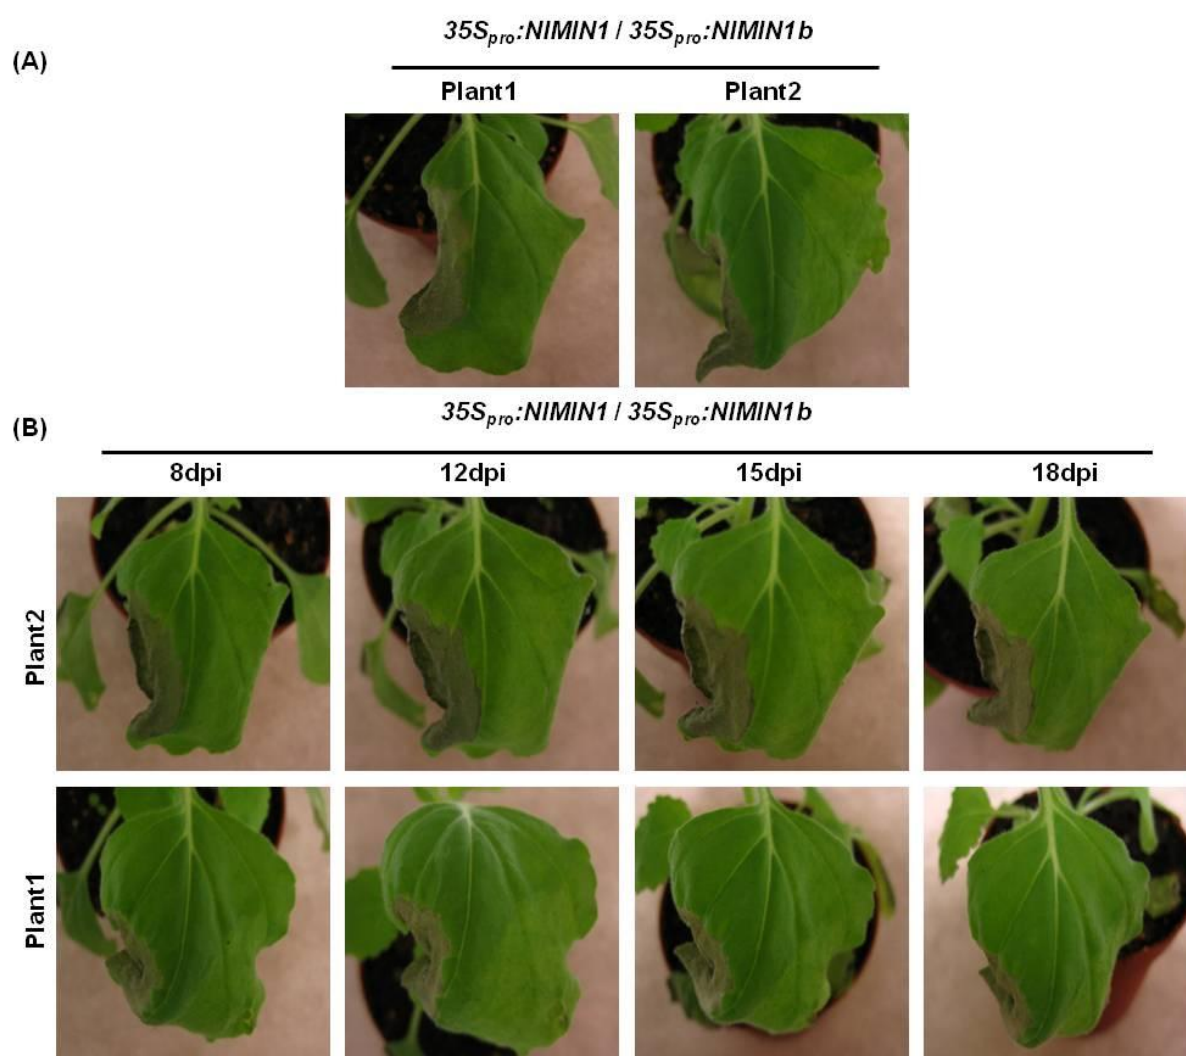 35Spro:NIMIN1 / 35Spro:NIMIN1b
(A)
Plant1 Plant2
35Spro:NIMIN1 / 35Spro:NIMIN1b
(B)
8dpi 12dpi 15dpi 18dpi
Plant2
Plant1